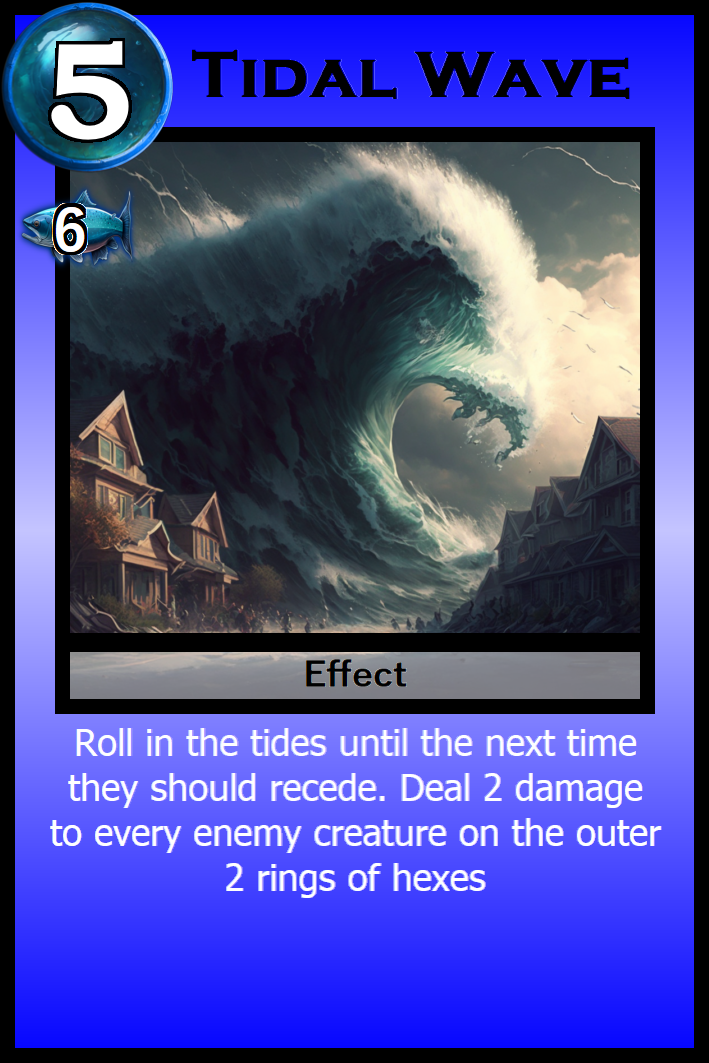 5
Tidal Wave
6
Effect
Roll in the tides until the next time
they should recede. Deal 2 damage
to every enemy creature on the outer
2 rings of hexes